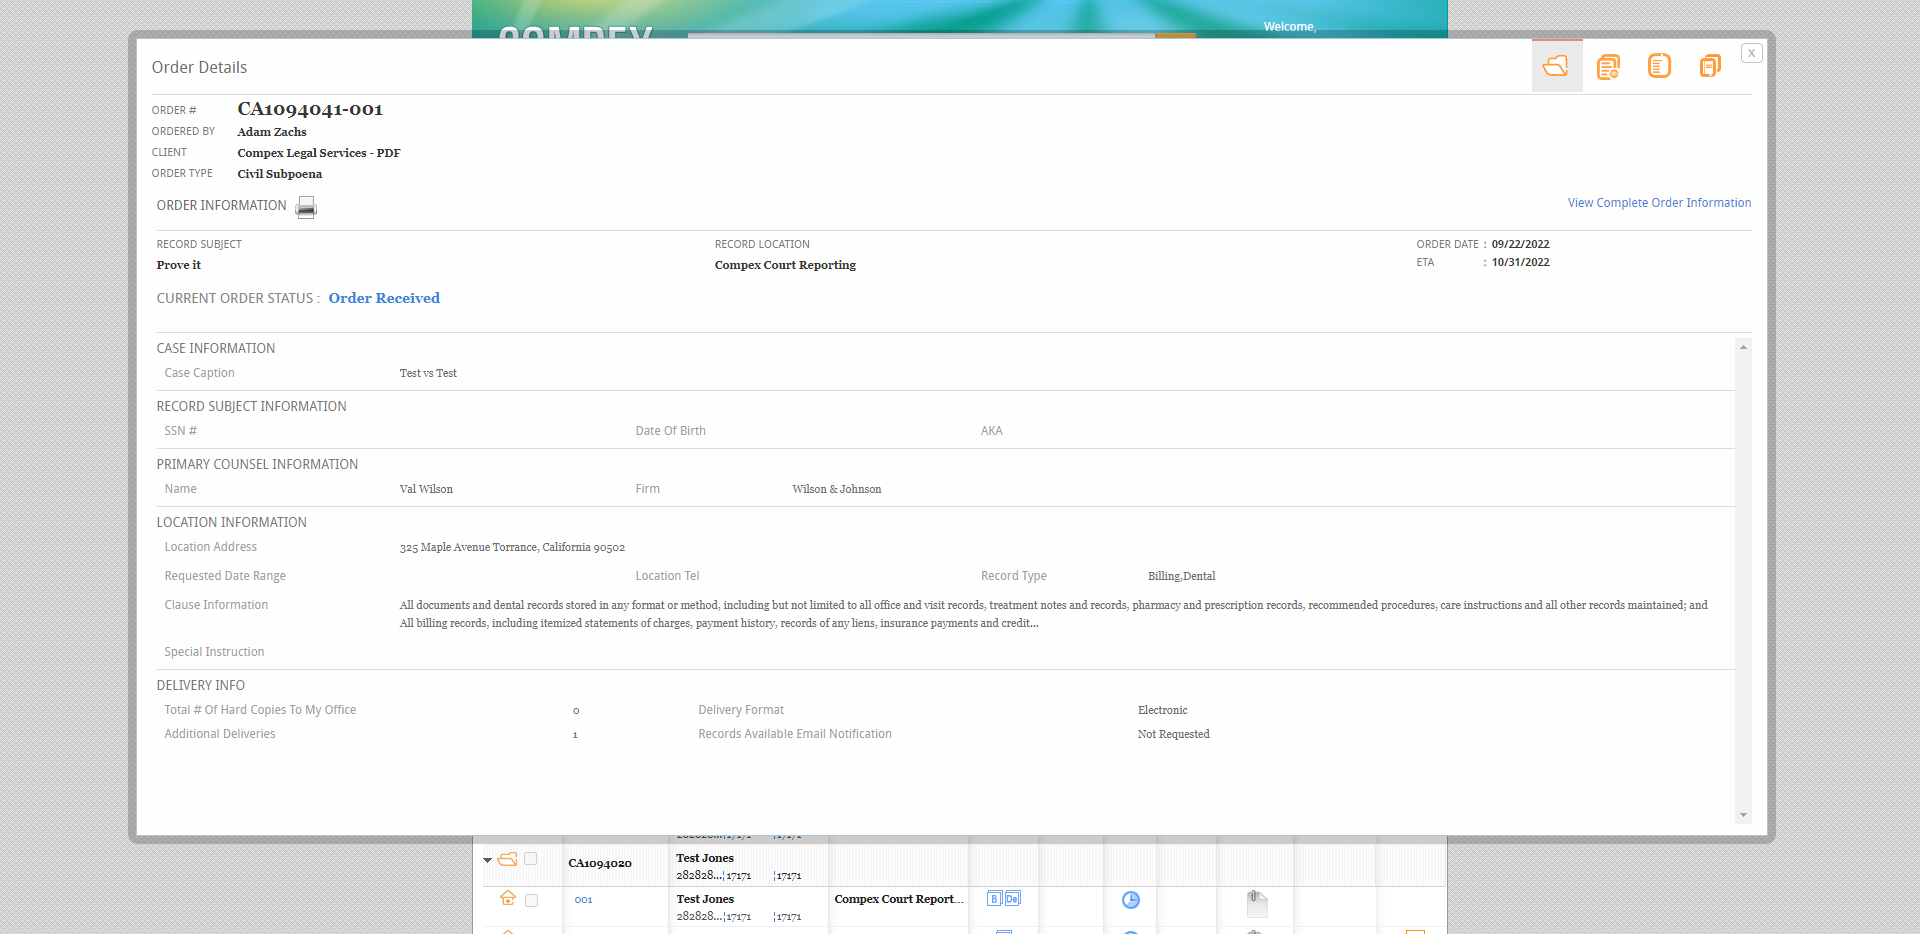 COMPEX
Welcome,
Order Details
X
ORDER # CA1094041-001
ORDERED BY Adam Zachs
CLIENT Compex Legal Services - PDF
ORDER TYPE Civil Subpoena
ORDER INFORMATION
View Complete Order Information
RECORD SUBJECT RECORD LOCATION ORDER DATE : 09/22/2022
Prove it Compex Court Reporting ETA : 10/31/2022
CURRENT ORDER STATUS : Order Received
CASE INFORMATION
Case Caption Test vs Test
RECORD SUBJECT INFORMATION
SSN # Date Of Birth AKA
PRIMARY COUNSEL INFORMATION
Name Val Wilson Firm Wilson & Johnson
LOCATION INFORMATION
Location Address 325 Maple Avenue Torrance, California 90502
Requested Date Range Location Tel Record Type Billing,Dental
Clause Information All documents and dental records stored in any format or method, including but not limited to all office and visit records, treatment notes and records, pharmacy and prescription records, recommended procedures, care instructions and all other records maintained; and
All billing records, including itemized statements of charges, payment history, records of any liens, insurance payments and credit...
Special Instruction
DELIVERY INFO
Total # Of Hard Copies To My Office 0 Delivery Format Electronic
Additional Deliveries 1 Records Available Email Notification Not Requested
CA1094020 Test Jones
282828...¦17171 ¦17171
001 Test Jones Compex Court Report... B De
282828...¦17171 ¦17171